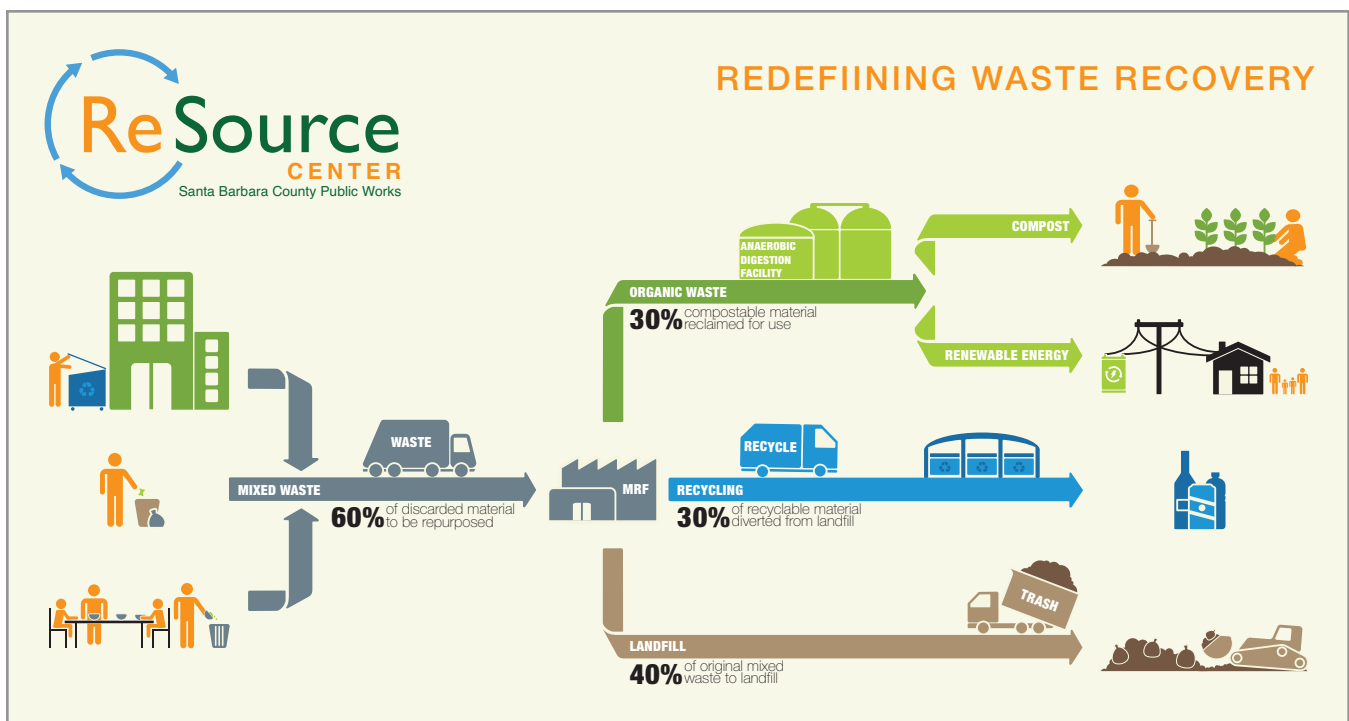 ReSource
CENTER
Santa Barbara County Public Works
REDEFIINING WASTE RECOVERY
ANAEROBIC
DIGESTION
FACILITY
COMPOST
ORGANIC WASTE
30% compostable material
reclaimed for use
RENEWABLE ENERGY
WASTE
MIXED WASTE
60% of discarded material
to be repurposed
MRF
RECYCLE
RECYCLING
30% of recyclable material
diverted from landfill
TRASH
LANDFILL
40% of original mixed
waste to landfill